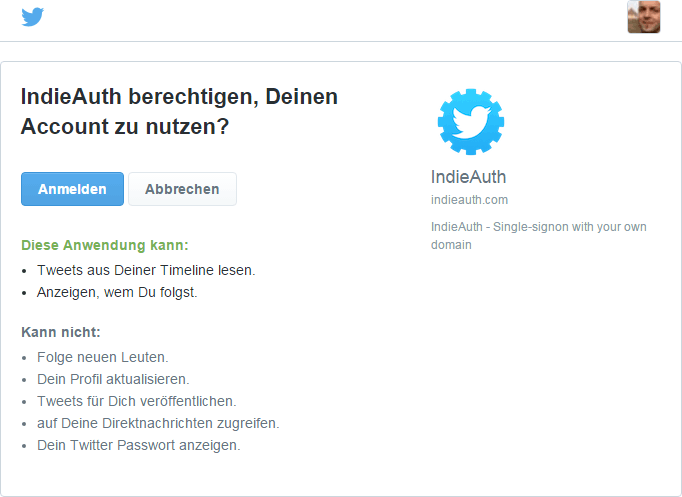 IndieAuth berechtigen, Deinen
Account zu nutzen?
Anmelden
Abbrechen
Diese Anwendung kann:
Tweets aus Deiner Timeline lesen.
Anzeigen, wem Du folgst.
Kann nicht:
Folge neuen Leuten.
Dein Profil aktualisieren.
Tweets für Dich veröffentlichen.
auf Deine Direktnachrichten zugreifen.
Dein Twitter Passwort anzeigen.
IndieAuth
indieauth.com
IndieAuth - Single-signon with your own
domain